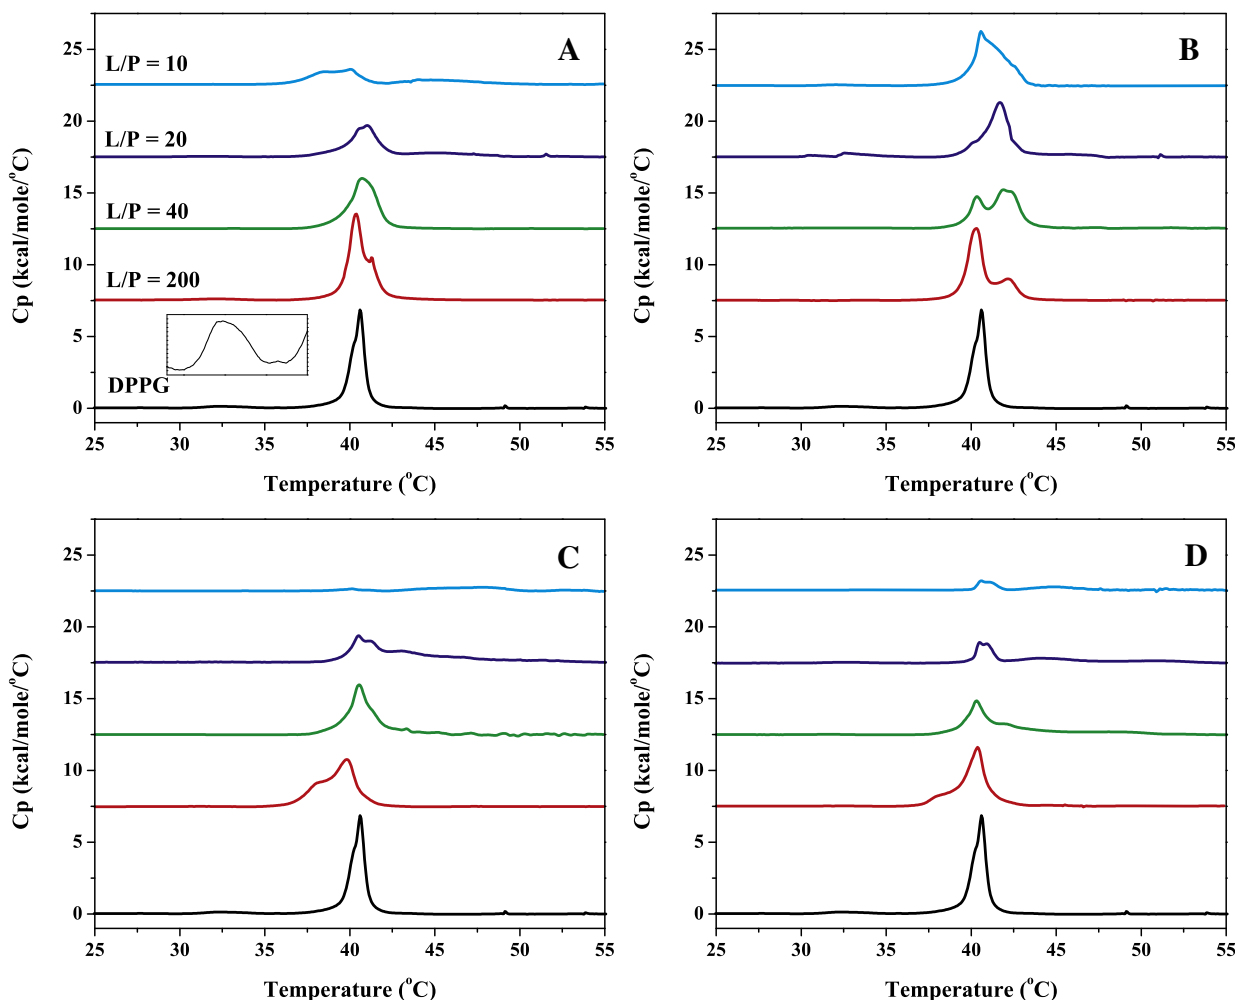 A
25
L/P = 10
20
L/P = 20
15
L/P = 40
10
L/P = 200
5
DPPG
0
25 30 35 40 45 50 55
Cp (kcal/mole/°C)
Temperature (°C)
B
25
20
15
10
5
0
25 30 35 40 45 50 55
Cp (kcal/mole/°C)
Temperature (°C)
C
25
20
15
10
5
0
25 30 35 40 45 50 55
Cp (kcal/mole/°C)
Temperature (°C)
D
25
20
15
10
5
0
25 30 35 40 45 50 55
Cp (kcal/mole/°C)
Temperature (°C)